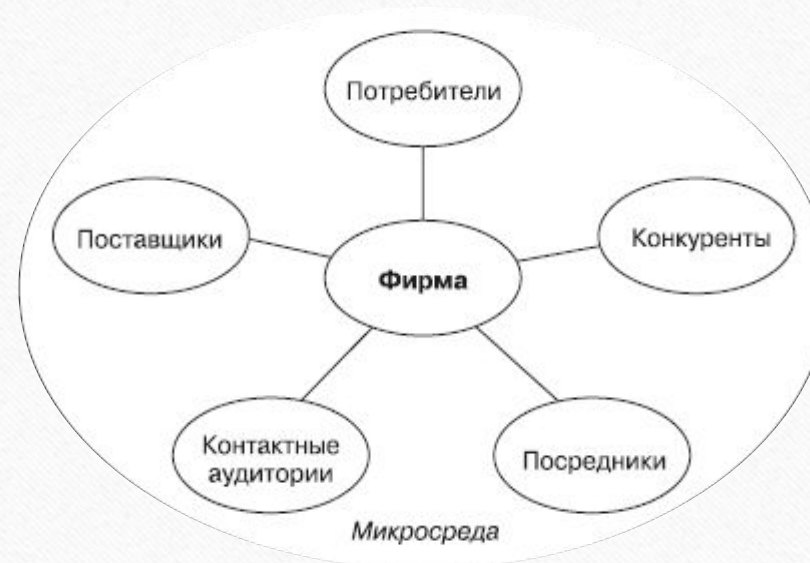 Потребители
Поставщики
Конкуренты
Фирма
Контактные
аудитории
Посредники
Микросреда